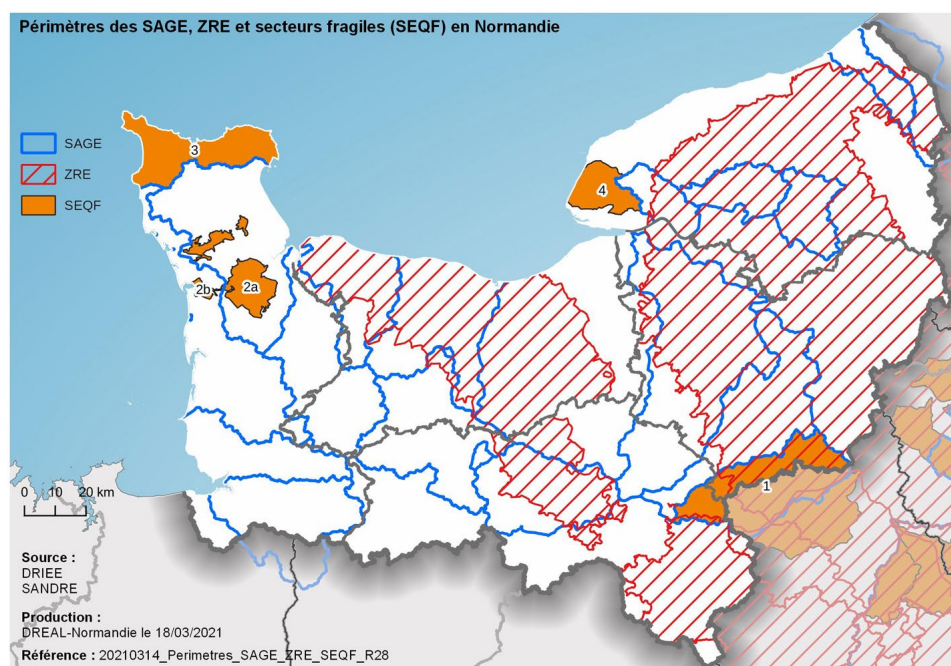 Périmètres des SAGE, ZRE et secteurs fragiles (SEQF) en Normandie
SAGE
ZRE
SEQF
3
4
2b
2a
1
0 10 20 km
Source :
DRIEE
SANDRE
Production :
DREAL-Normandie le 18/03/2021
Référence : 20210314_Perimetres_SAGE_ZRE_SEQF_R28